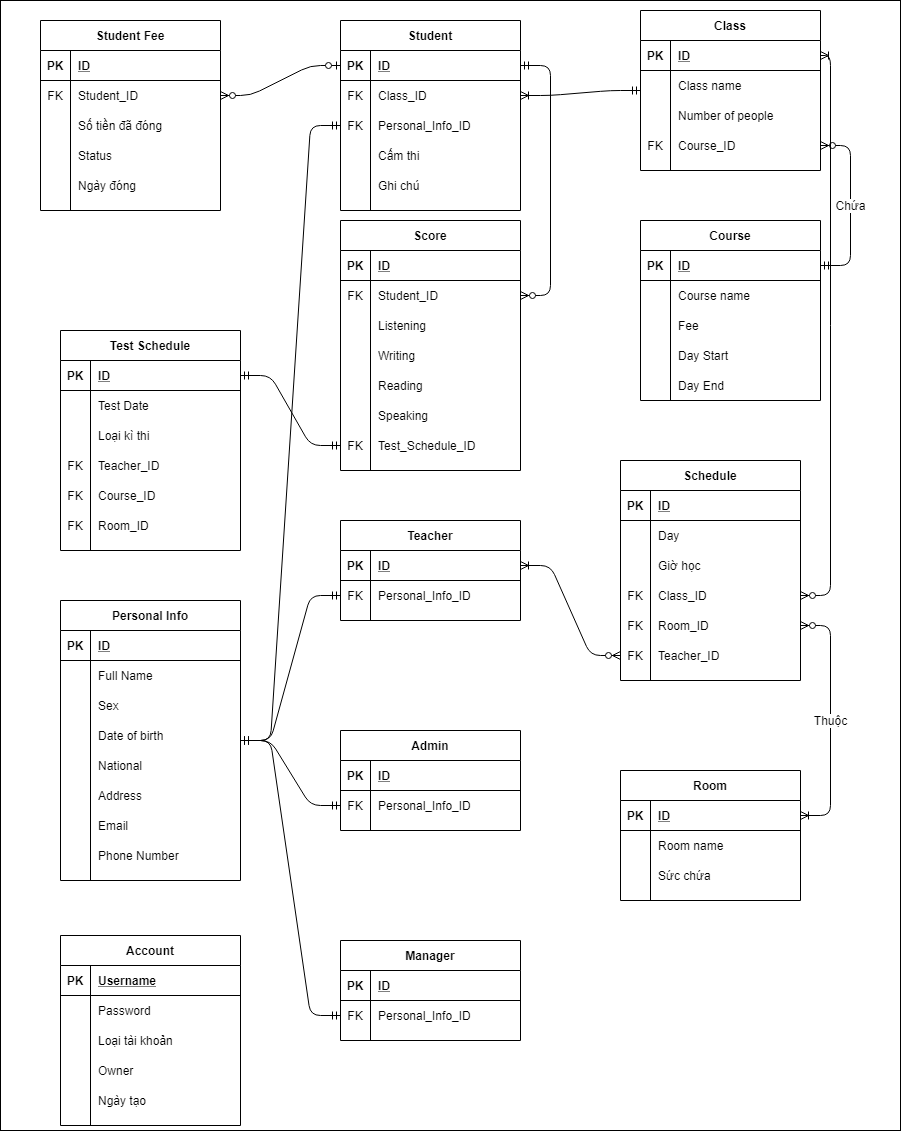 Student Fee
PK ID
FK Student_ID
Số tiền đã đóng
Status
Ngày đóng
Student
PK ID
FK Class_ID
FK Personal_Info_ID
Cấm thi
Ghi chú
Class
PK ID
Class name
Number of people
FK Course_ID
Chứa
Score
PK ID
FK Student_ID
Listening
Writing
Reading
Speaking
FK Test_Schedule_ID
Course
PK ID
Course name
Fee
Day Start
Day End
Test Schedule
PK ID
Test Date
Loại kì thi
FK Teacher_ID
FK Course_ID
FK Room_ID
Teacher
PK ID
FK Personal_Info_ID
Schedule
PK ID
Day
Giờ học
FK Class_ID
FK Room_ID
FK Teacher_ID
Thuộc
Personal Info
PK ID
Full Name
Sex
Date of birth
National
Address
Email
Phone Number
Admin
PK ID
FK Personal_Info_ID
Room
PK ID
Room name
Sức chứa
Account
PK Username
Password
Loại tài khoản
Owner
Ngày tạo
Manager
PK ID
FK Personal_Info_ID